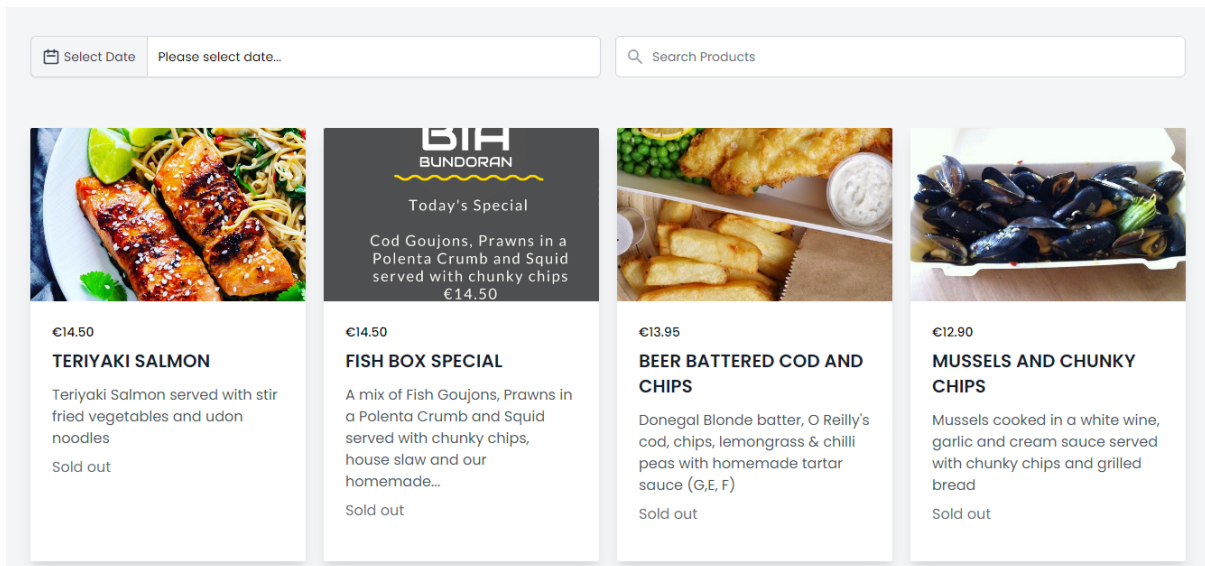 Select Date
Please select date...
Search Products
BUNDORAN
Today's Special
Cod Goujons, Prawns in a
Polenta Crumb and Squid
served with chunky chips
€14.50
€14.50
TERIYAKI SALMON
Teriyaki Salmon served with stir
fried vegetables and udon
noodles
Sold out
€14.50
FISH BOX SPECIAL
A mix of Fish Goujons, Prawns in
a Polenta Crumb and Squid
served with chunky chips,
house slaw and our
homemade...
Sold out
€13.95
BEER BATTERED COD AND
CHIPS
Donegal Blonde batter, O Reilly's
cod, chips, lemongrass & chilli
peas with homemade tartar
sauce (G,E, F)
Sold out
€12.90
MUSSELS AND CHUNKY
CHIPS
Mussels cooked in a white wine,
garlic and cream sauce served
with chunky chips and grilled
bread
Sold out